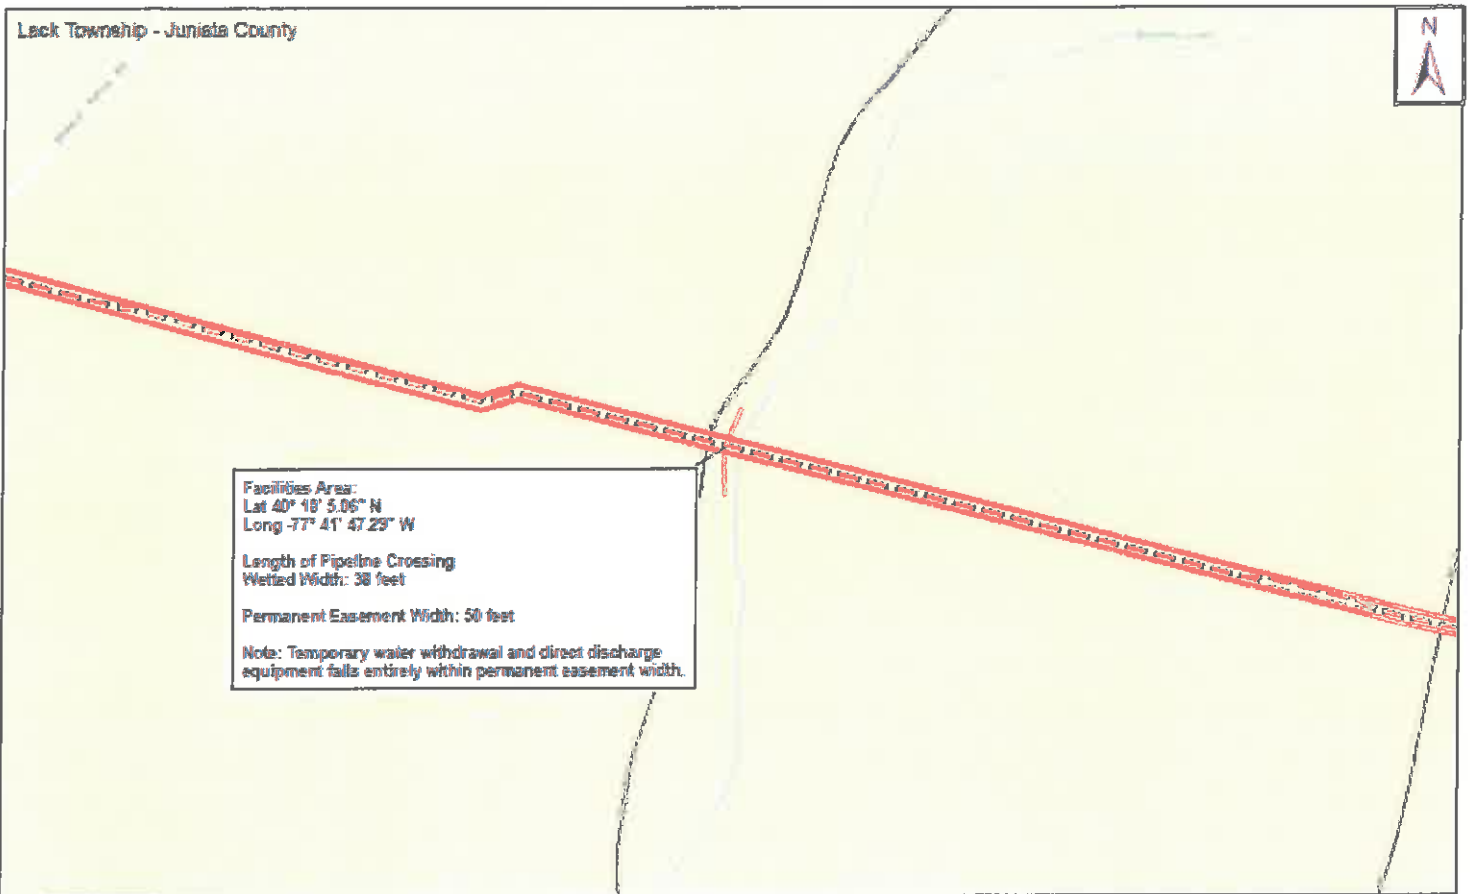 Lack Township - Juniata County
N
Facilities Area:
Lat 40° 18' 5.06" N
Long -77° 41' 47.29" W
Length of Pipeline Crossing
Wetted Width: 38 feet
Permanent Easement Width: 50 feet
Note: Temporary water withdrawal and direct discharge
equipment falls entirely within permanent easement width.